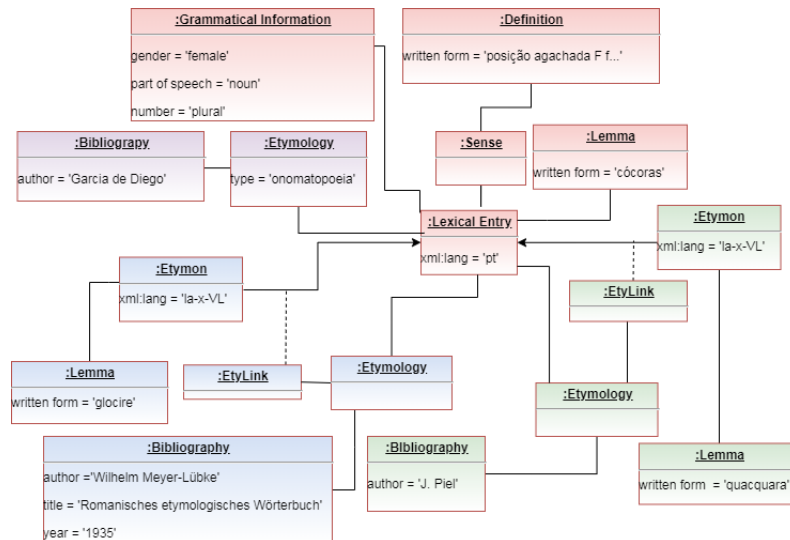 :Grammatical Information
gender = 'female'
part of speech = 'noun'
number = 'plural'
:Definition
written form = 'posição agachada F f...'
:Bibliograpy
author = 'Garcia de Diego'
:Etymology
type = 'onomatopoeia'
:Sense
:Lemma
written form = 'cócoras'
:Lexical Entry
xml:lang = 'pt'
:Etymon
xml:lang = 'la-x-VL'
:Etymon
xml:lang = 'la-x-VL'
:EtyLink
:Lemma
written form = 'glocire'
:EtyLink
:Etymology
:Etymology
:Bibliography
author ='Wilhelm Meyer-Lübke'
title = 'Romanisches etymologisches Wörterbuch'
year = '1935'
:BIbliography
author = 'J. Piel'
:Lemma
written form = 'quacquara'